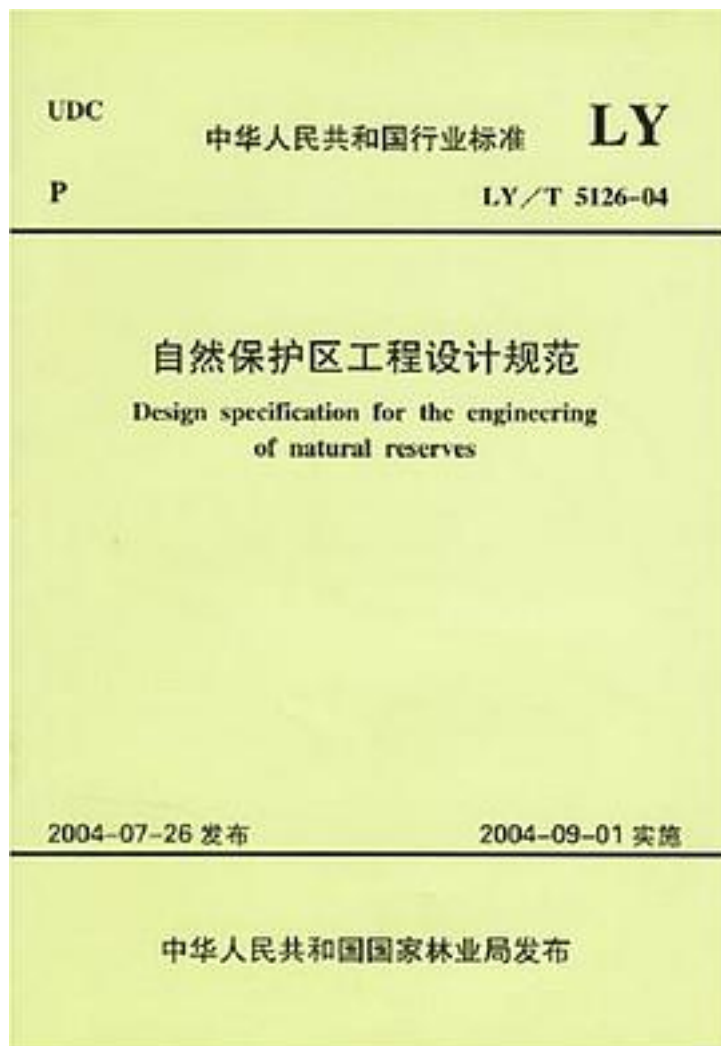 UDC
中华人民共和国行业标准 LY
P
LY/T 5126-04
自然保护区工程设计规范
Design specification for the engineering
of natural reserves
2004-07-26 发布
2004-09-01 实施
中华人民共和国国家林业局发布